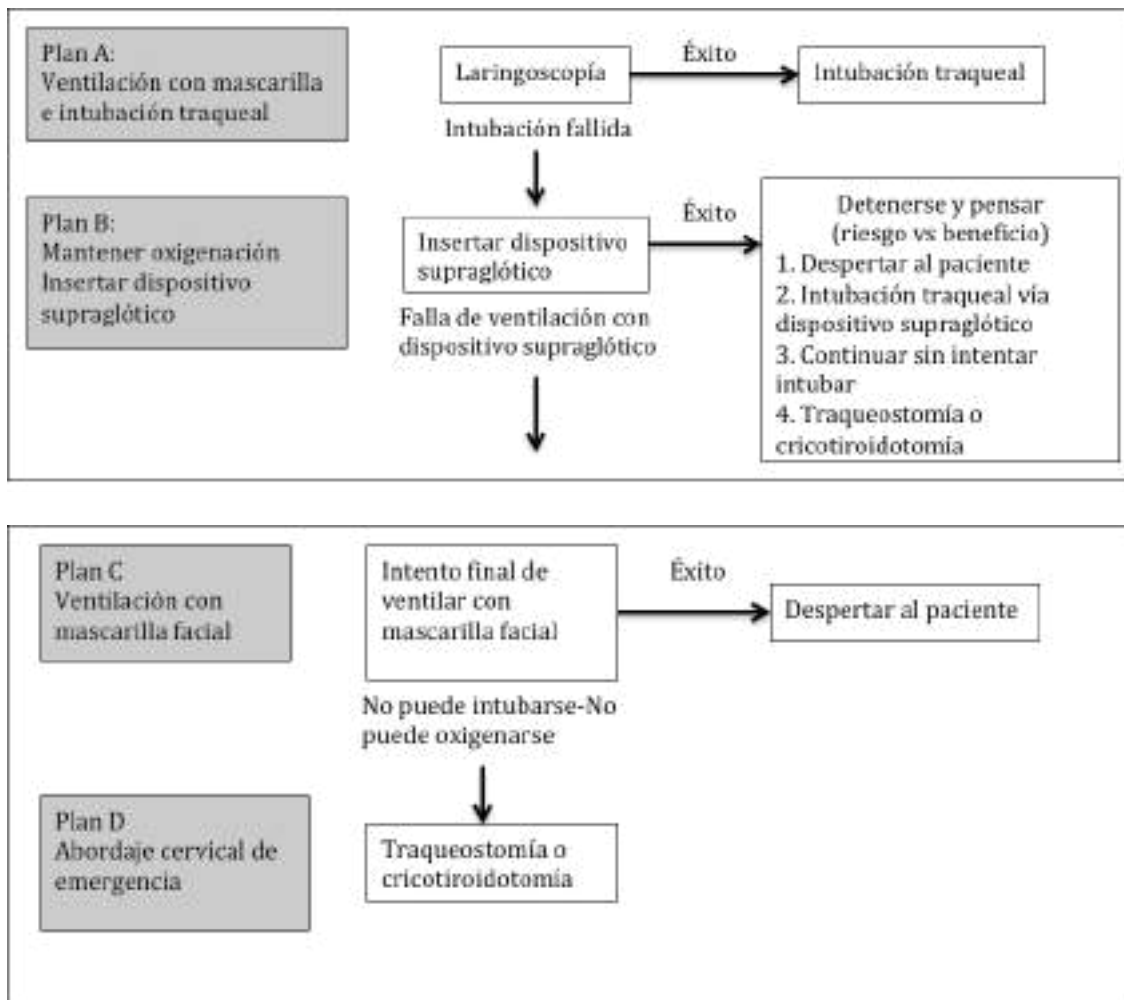 Plan A:
Ventilación con mascarilla
e intubación traqueal
Laringoscopía
Éxito
Intubación traqueal
Intubación fallida
Plan B:
Mantener oxigenación
Insertar dispositivo
supraglótico
Insertar dispositivo
supraglótico
Éxito
Detenerse y pensar
(riesgo vs beneficio)
1. Despertar al paciente
2. Intubación traqueal vía
dispositivo supraglótico
3. Continuar sin intentar
intubar
4. Traqueostomía o
cricotiroidotomía
Falla de ventilación con
dispositivo supraglótico
Plan C
Ventilación con
mascarilla facial
Intento final de
ventilar con
mascarilla facial
Éxito
Despertar al paciente
No puede intubarse-No
puede oxigenarse
Plan D
Abordaje cervical de
emergencia
Traqueostomía o
cricotiroidotomía